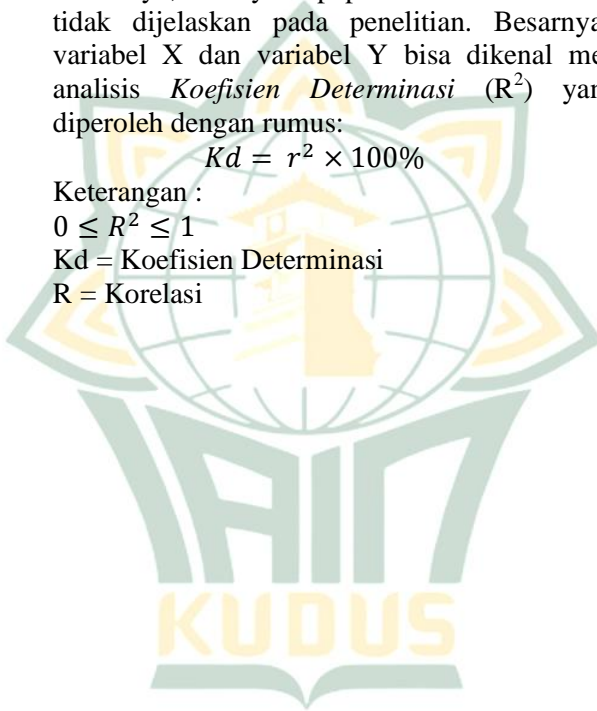 tidak dijelaskan pada penelitian. Besarnya
variabel X dan variabel Y bisa dikenal me
analisis Koefisien Determinasi (R²) yan
diperoleh dengan rumus:
Kd = r² × 100%
Keterangan :
0 ≤ R² ≤ 1
Kd = Koefisien Determinasi
R = Korelasi
IAIN
KUDUS